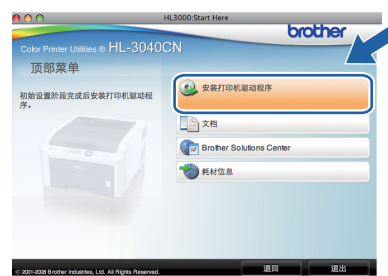 HL3000:Start Here
brother
Color Printer Utilities ® HL-3040CN
顶部菜单
初始设置阶段完成后安装打印机驱动程
序。
安装打印机驱动程序
文档
Brother Solutions Center
耗材信息
© 2001-2008 Brother Industries, Ltd. All Rights Reserved.
退回
退出